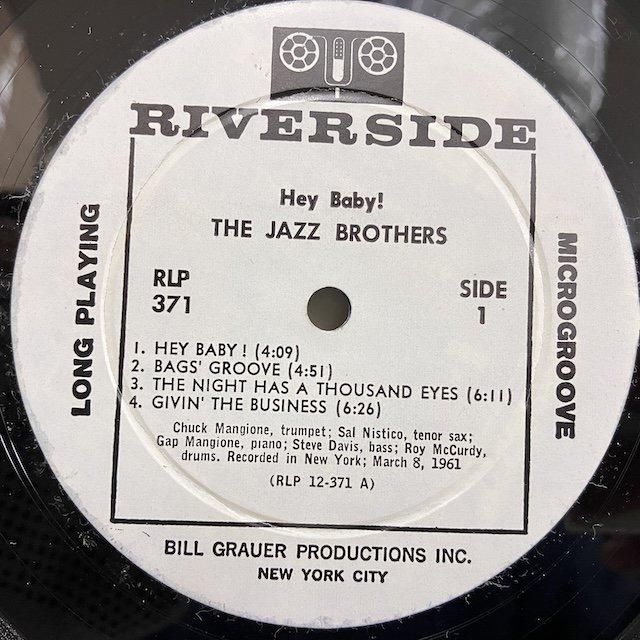 RIVERSIDE
Hey Baby!
THE JAZZ BROTHERS
LONG PLAYING
MICROGROOVE
RLP
371
SIDE
1
1. HEY BABY! (4:09)
2. BAGS' GROOVE (4:51)
3. THE NIGHT HAS A THOUSAND EYES (6:11)
4. GIVIN' THE BUSINESS (6:26)
Chuck Mangione, trumpet; Sal Nistico, tenor sax;
Gap Mangione, piano; Steve Davis, bass; Roy McCurdy,
drums. Recorded in New York; March 8, 1961
(RLP 12-371 A)
BILL GRAUER PRODUCTIONS INC.
NEW YORK CITY